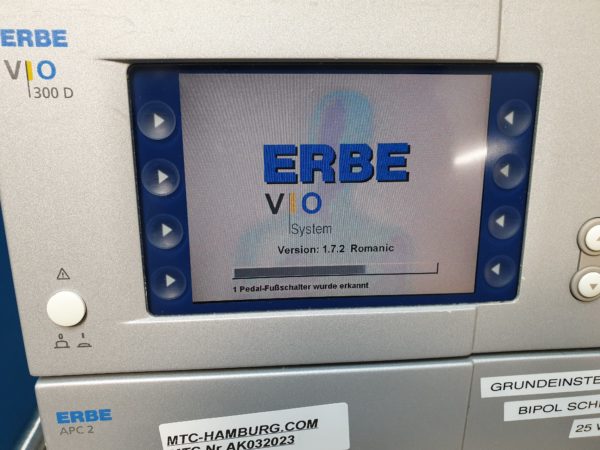 ERBE
VIO
300 D
ERBE
VIO
System
Version: 1.7.2 Romanic
1 Pedal-Fußschalter wurde erkannt
0 I
ERBE
APC 2
MTC-HAMBURG.COM
MTC-Nr AK032023
GRUNDEINSTE
BIPOL SCH
25 W